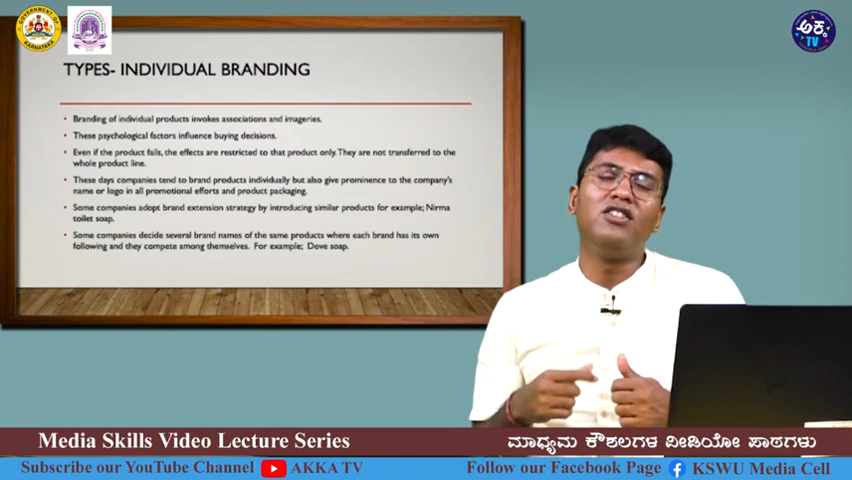 GOVERNMENT OF
KARNATAKA
ಅಕ್ಕ
TV
TYPES- INDIVIDUAL BRANDING
• Branding of individual products invokes associations and imageries.
• These psychological factors influence buying decisions.
• Even if the product fails, the effects are restricted to that product only. They are not transferred to the
whole product line.
• These days companies tend to brand products individually but also give prominence to the company's
name or logo in all promotional efforts and product packaging.
• Some companies adopt brand extension strategy by introducing similar products for example; Nirma
toilet soap.
• Some companies decide several brand names of the same products where each brand has its own
following and they compete among themselves. For example; Dove soap.
Media Skills Video Lecture Series
ಮಾಧ್ಯಮ ಕೌಶಲಗಳ ವೀಡಿಯೋ ಪಾಠಗಳು
Subscribe our YouTube Channel AKKA TV
Follow our Facebook Page KSWU Media Cell